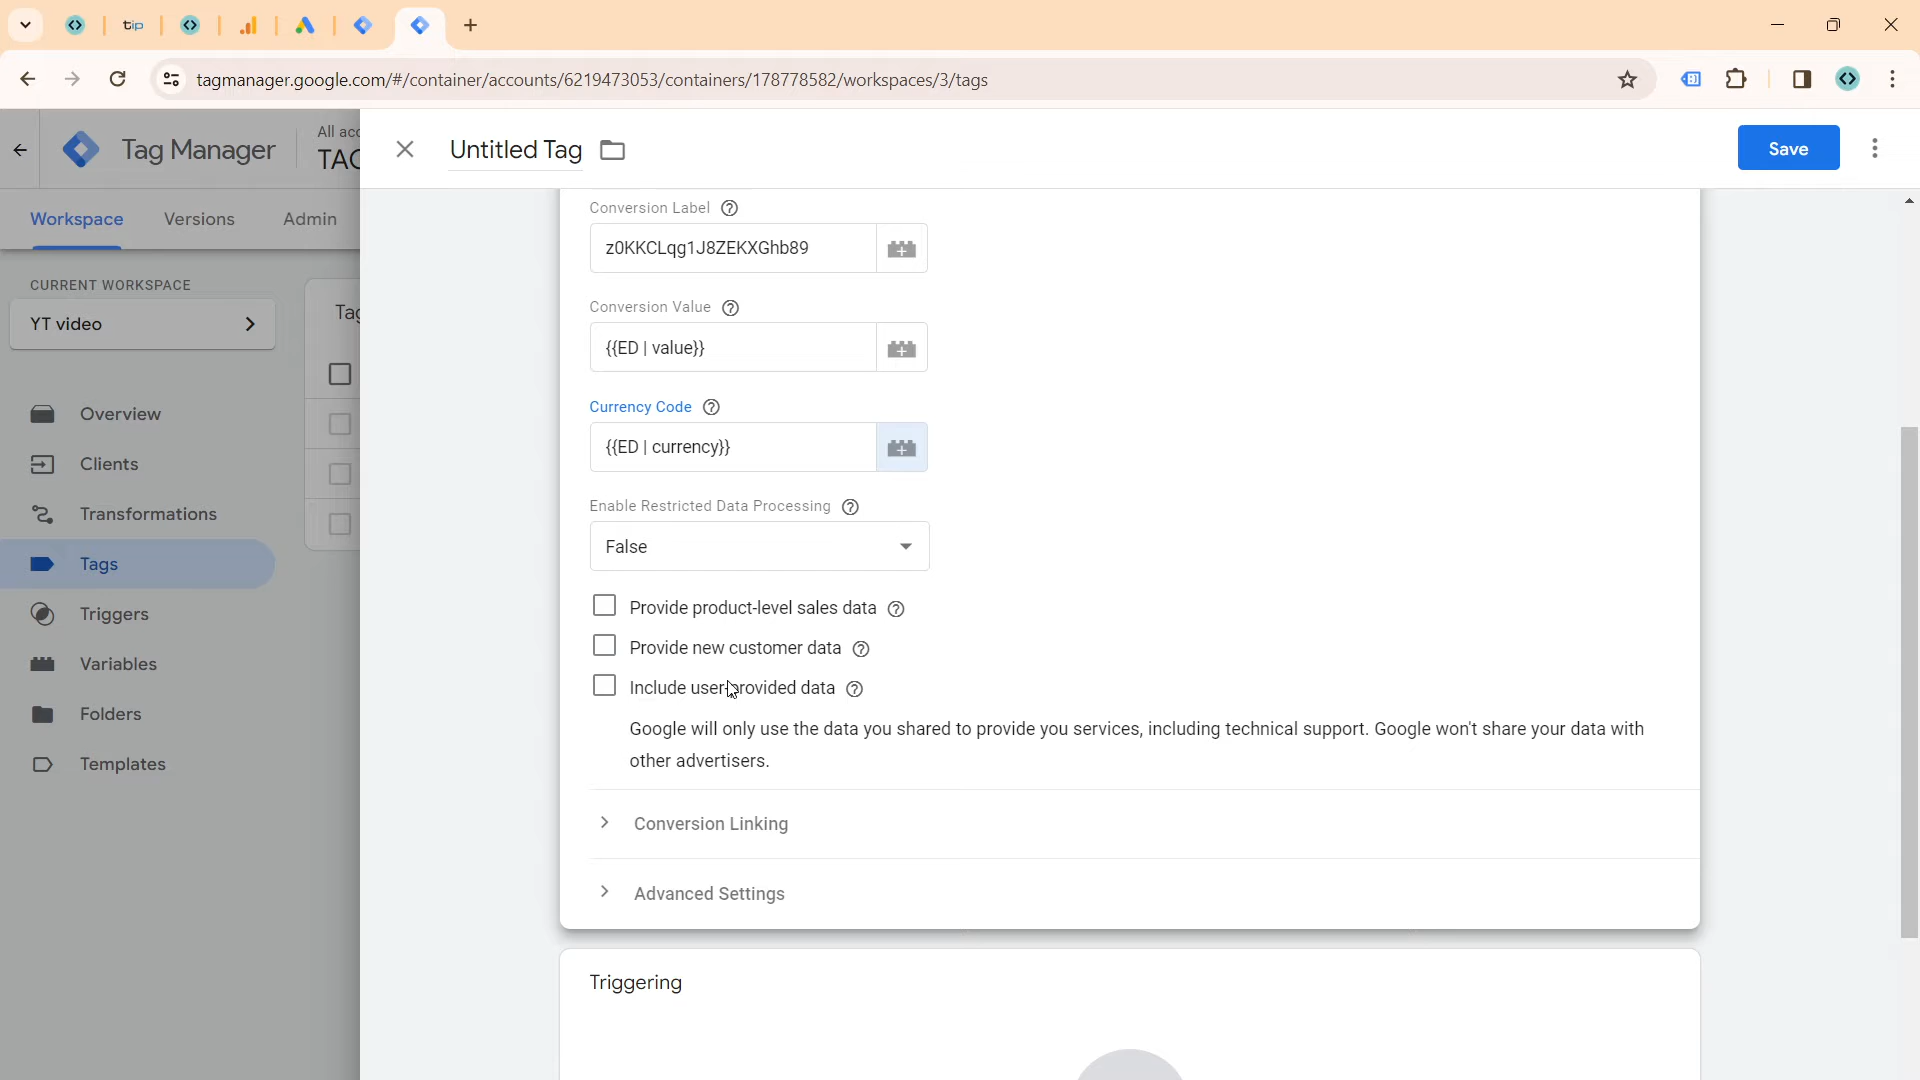 tip
tagmanager.google.com/#/container/accounts/6219473053/containers/178778582/workspaces/3/tags
Tag Manager
All acc
TAG
Untitled Tag
Save
Workspace
Versions
Admin
CURRENT WORKSPACE
YT video
Tag
Overview
Clients
Transformations
Tags
Triggers
Variables
Folders
Templates
Conversion Label
z0KKCLqg1J8ZEKXGhb89
Conversion Value
{{ED | value}}
Currency Code
{{ED | currency}}
Enable Restricted Data Processing
False
Provide product-level sales data
Provide new customer data
Include user-provided data
Google will only use the data you shared to provide you services, including technical support. Google won't share your data with
other advertisers.
Conversion Linking
Advanced Settings
Triggering